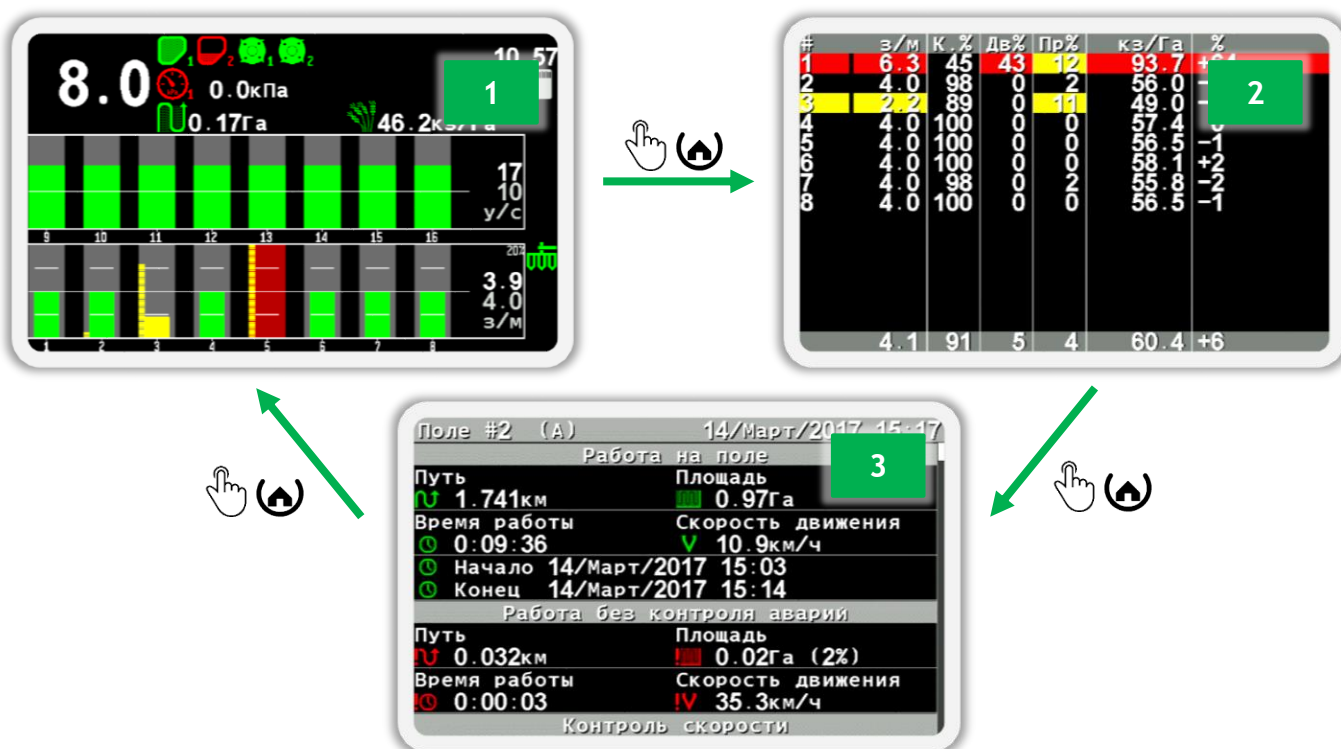 8.0
1 2 1 2
10 57
1
1
0.0кПа
0.17Га
46.2кз/Га
17
10
у/с
9 10 11 12 13 14 15 16
20%
3.9
4.0
з/м
1 2 3 4 5 6 7 8
# з/м К.% Дв% Пр% кз/Га %
2
1 6.3 45 43 12 93.7
2 4.0 98 0 2 56.0
3 2.2 89 0 11 49.0
4 4.0 100 0 0 57.4
5 4.0 100 0 0 56.5 -1
6 4.0 100 0 0 58.1 +2
7 4.0 98 0 2 55.8 -2
8 4.0 100 0 0 56.5 -1
4.1 91 5 4 60.4 +6
Поле #2 (А) 14/Март/2017 15:17
3
Работа на поле
Путь Площадь
1.741км 0.97Га
Время работы Скорость движения
0:09:36 V 10.9км/ч
Начало 14/Март/2017 15:03
Конец 14/Март/2017 15:14
Работа без контроля аварий
Путь Площадь
! 0.032км ! 0.02Га (2%)
Время работы Скорость движения
! 0:00:03 !V 35.3км/ч
Контроль скорости